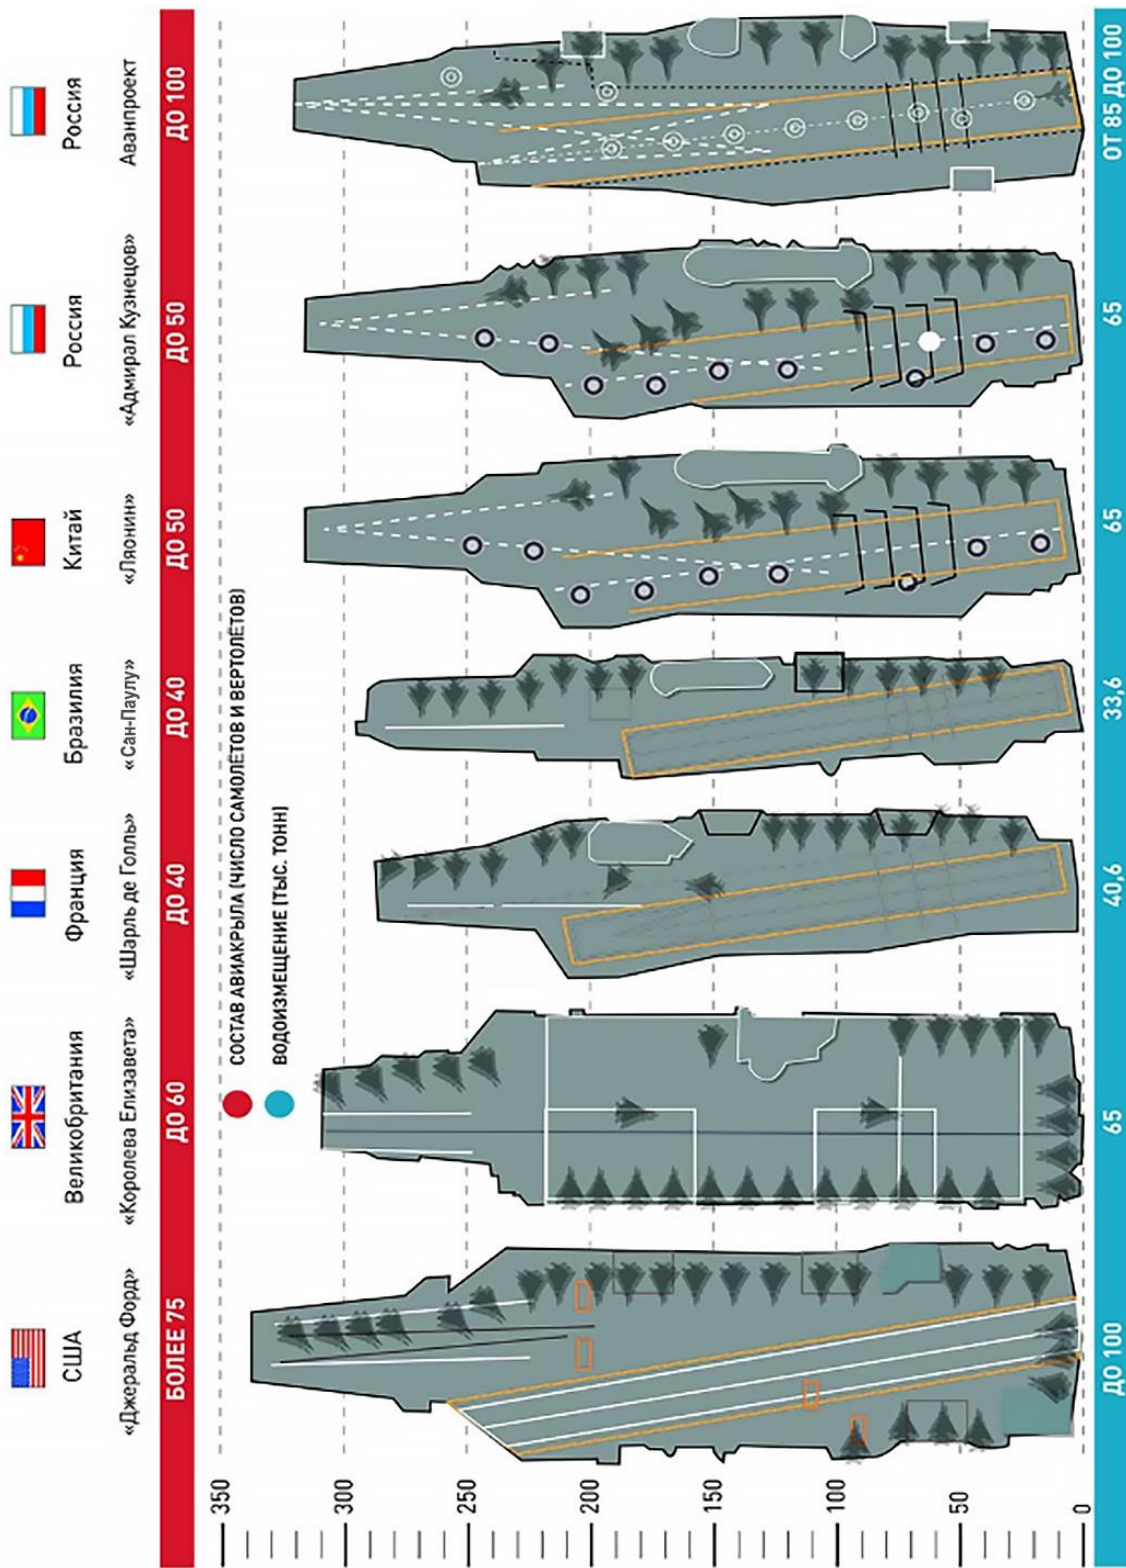 США
Великобритания
Франция
Бразилия
Китай
Россия
Россия
«Джеральд Форд»
«Королева Елизавета»
«Шарль де Голль»
«Сан-Паулу»
«Ляонин»
«Адмирал Кузнецов»
Аванпроект
БОЛЕЕ 75
ДО 60
ДО 40
ДО 40
ДО 50
ДО 50
ДО 100
СОСТАВ АВИАКРЫЛА (ЧИСЛО САМОЛЁТОВ И ВЕРТОЛЁТОВ)
ВОДОИЗМЕЩЕНИЕ (ТЫС. ТОНН)
350
300
250
200
150
100
50
0
ДО 100
65
40,6
33,6
65
65
ОТ 85 ДО 100